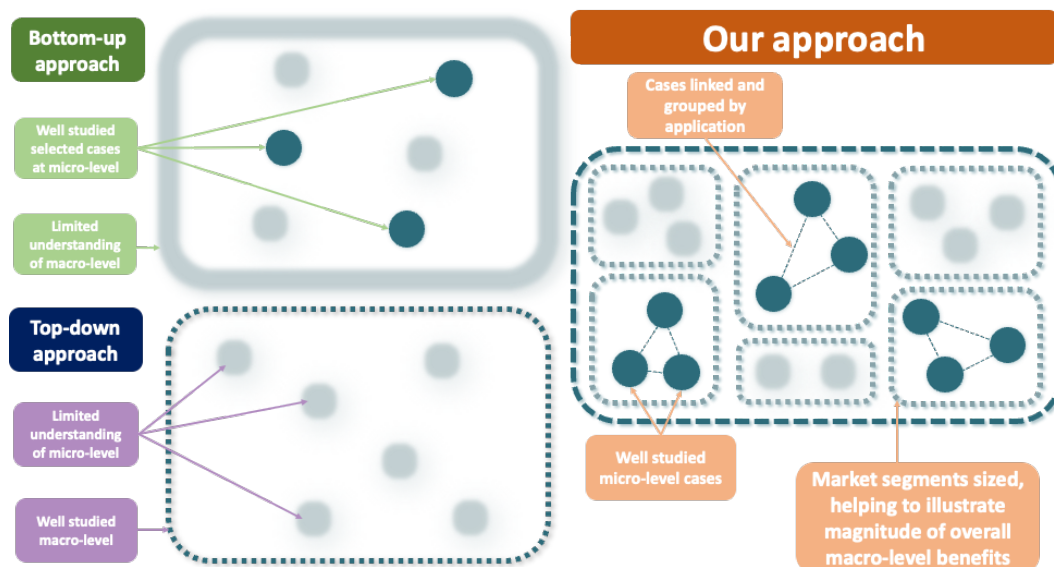 Bottom-up
approach
Well studied
selected cases
at micro-level
Limited
understanding
of macro-level
Top-down
approach
Limited
understanding
of micro-level
Well studied
macro-level
Our approach
Cases linked and
grouped by
application
Well studied
micro-level cases
Market segments sized,
helping to illustrate
magnitude of overall
macro-level benefits